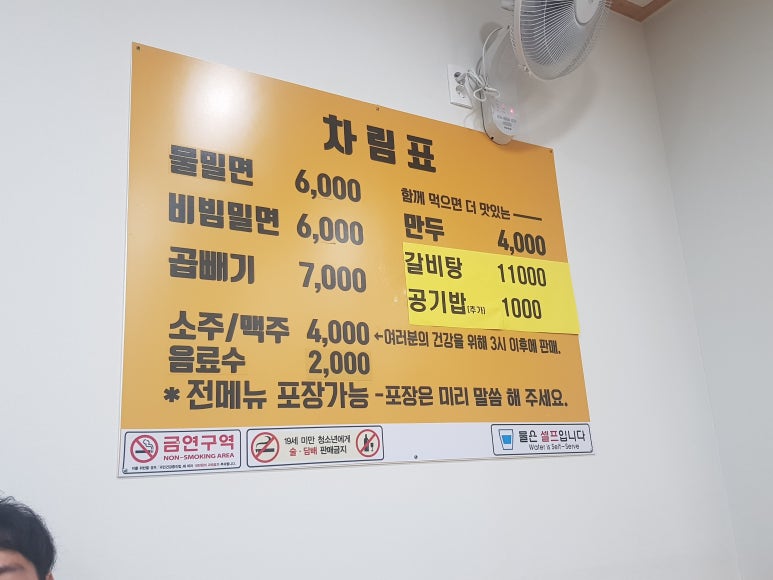 차림표
물밀면 6,000
비빔밀면 6,000
곱빼기 7,000
함께 먹으면 더 맛있는
만두 4,000
갈비탕 11000
공기밥(추가) 1000
소주/맥주 4,000 ←여러분의 건강을 위해 3시 이후에 판매.
음료수 2,000
*전메뉴 포장가능 -포장은 미리 말씀 해 주세요.
금연구역
NON-SMOKING AREA
19세 미만 청소년에게
술·담배 판매금지
물은 셀프입니다
Water's Self-Serve